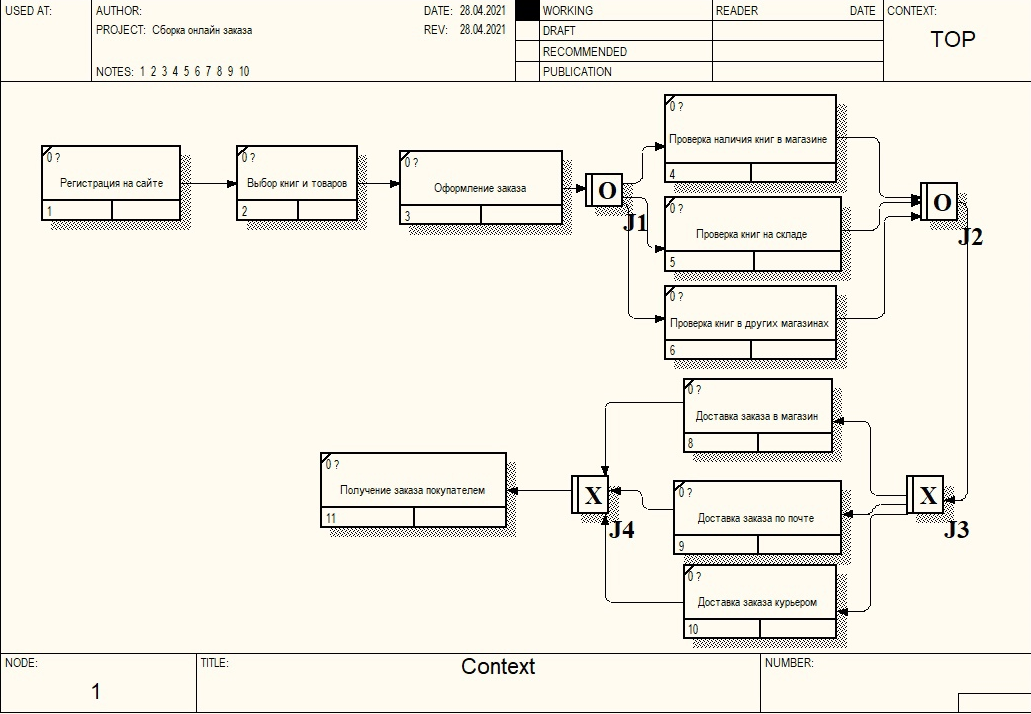 USED AT:
AUTHOR:
DATE: 28.04.2021
PROJECT: Сборка онлайн заказа
REV: 28.04.2021
NOTES: 1 2 3 4 5 6 7 8 9 10
WORKING
DRAFT
RECOMMENDED
PUBLICATION
READER
DATE
CONTEXT:
TOP
0 ?
Регистрация на сайте
1
0 ?
Выбор книг и товаров
2
0 ?
Оформление заказа
3
O
J1
0 ?
Проверка наличия книг в магазине
4
0 ?
Проверка книг на складе
5
0 ?
Проверка книг в других магазинах
6
O
J2
0 ?
Доставка заказа в магазин
8
0 ?
Доставка заказа по почте
9
0 ?
Доставка заказа курьером
10
X
J3
X
J4
0 ?
Получение заказа покупателем
11
NODE:
1
TITLE:
Context
NUMBER: